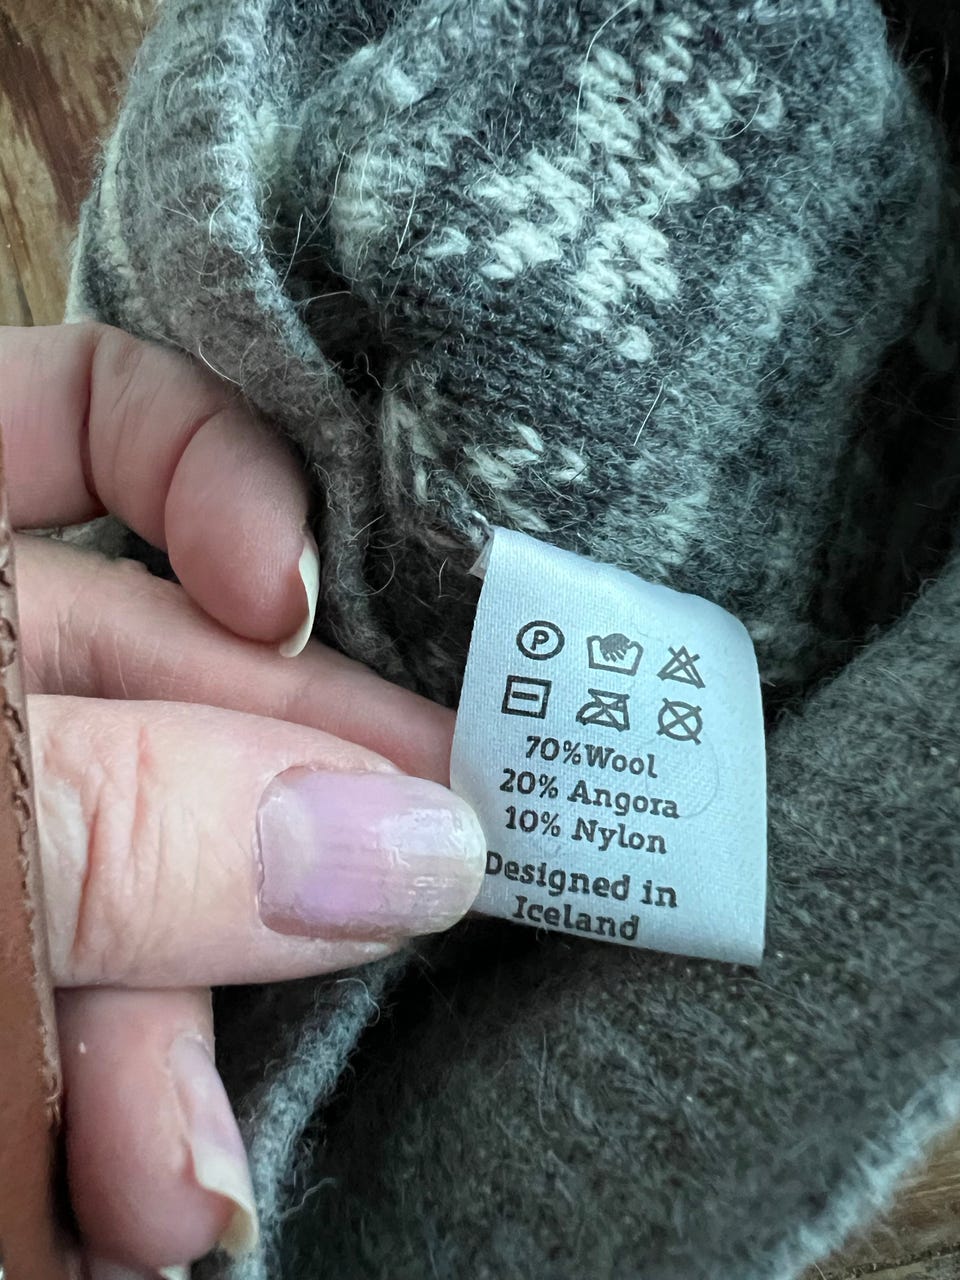 P
70%Wool
20% Angora
10% Nylon
Designed in
Iceland